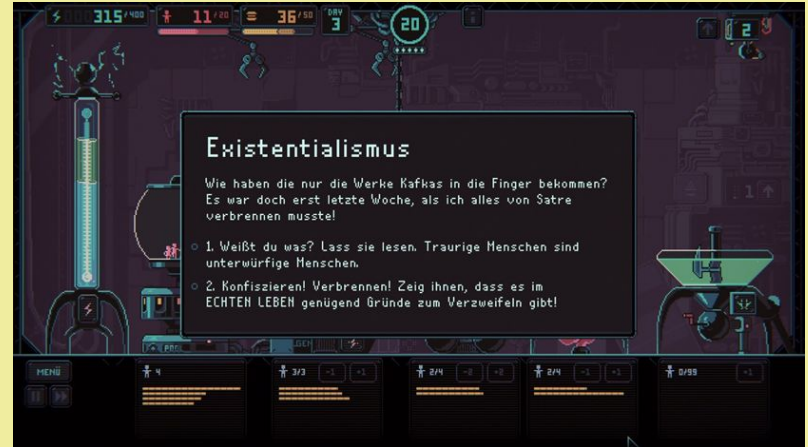 315/400
11/20
36/50
DAY
3
20
2
.1
Existentialismus
Wie haben die nur die Werke Kafkas in die Finger bekommen?
Es war doch erst letzte Woche, als ich alles von Satre
verbrennen musste!
1. Weißt du was? Lass sie lesen. Traurige Menschen sind
unterwürfige Menschen.
2. Konfiszieren! Verbrennen! Zeig ihnen, dass es im
ECHTEN LEBEN genügend Gründe zum Verzweifeln gibt!
MENÜ
4
3/3 -1 +1
2/4 -2 +2
2/4 -1 +1
0/99 +1